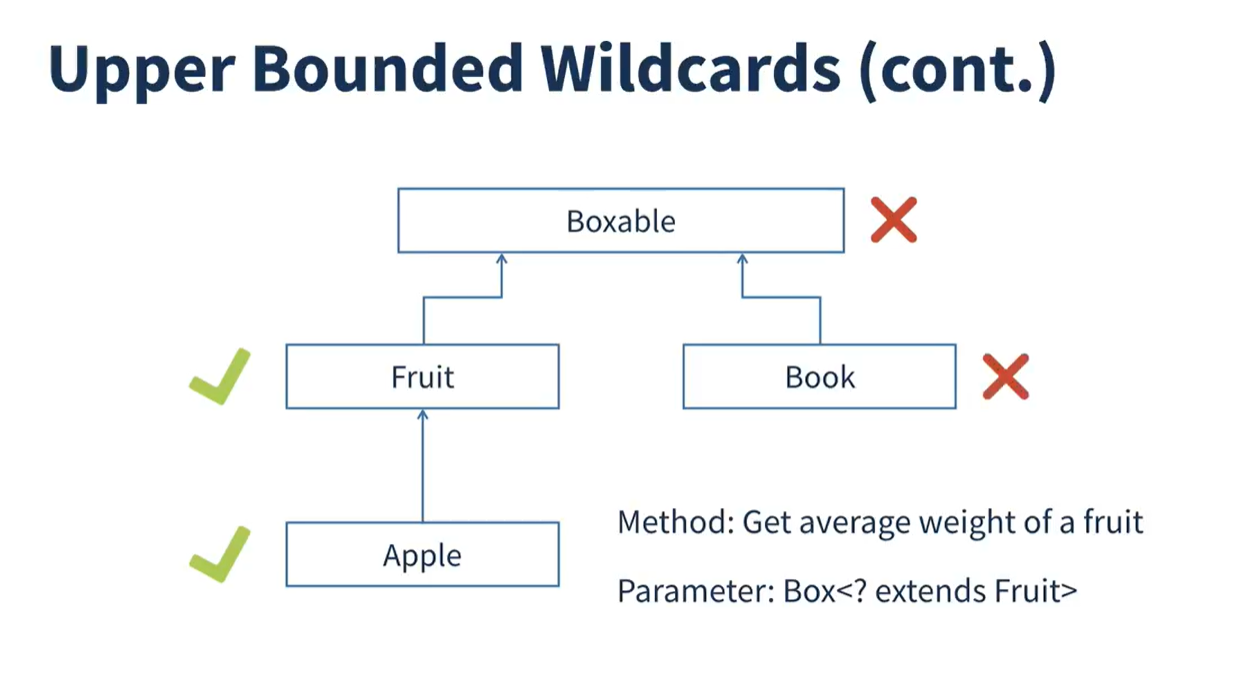 Upper Bounded Wildcards (cont.)
Boxable
Fruit
Book
Apple
Method: Get average weight of a fruit
Parameter: Box<? extends Fruit>